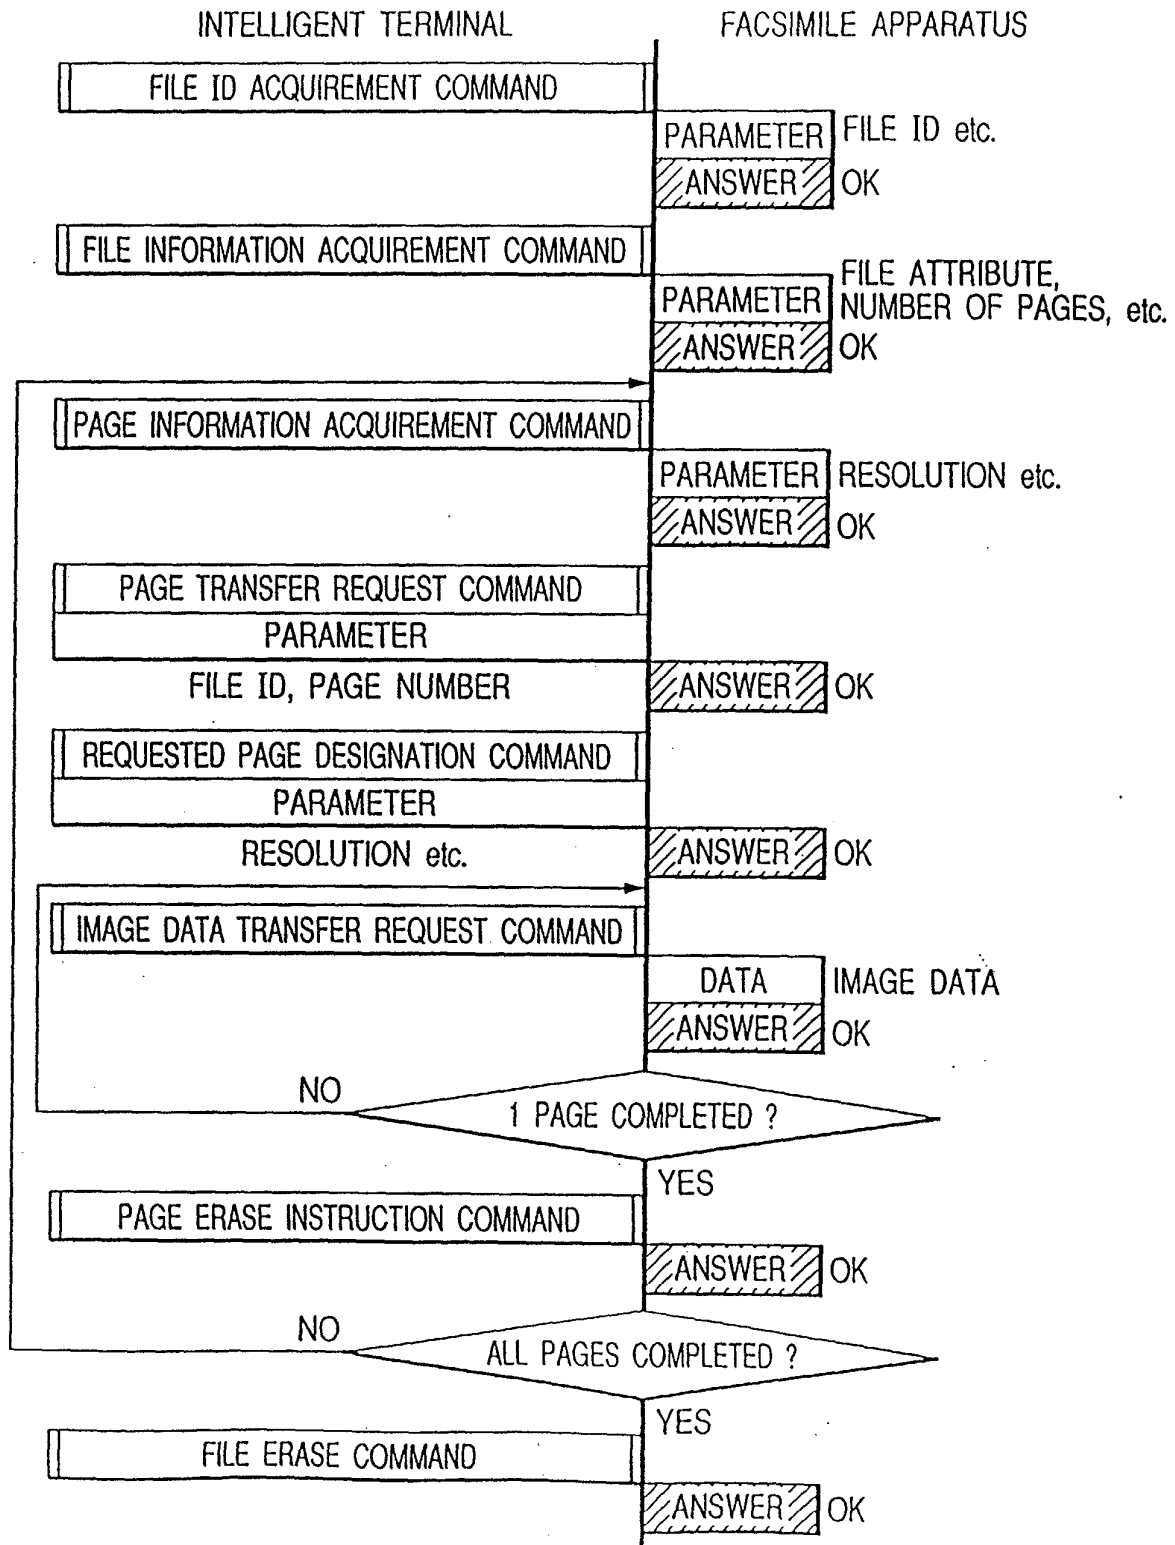 INTELLIGENT TERMINAL
FACSIMILE APPARATUS
FILE ID ACQUIREMENT COMMAND
PARAMETER
FILE ID etc.
ANSWER
OK
FILE INFORMATION ACQUIREMENT COMMAND
PARAMETER
FILE ATTRIBUTE,
NUMBER OF PAGES, etc.
ANSWER
OK
PAGE INFORMATION ACQUIREMENT COMMAND
PARAMETER
RESOLUTION etc.
ANSWER
OK
PAGE TRANSFER REQUEST COMMAND
PARAMETER
FILE ID, PAGE NUMBER
ANSWER
OK
REQUESTED PAGE DESIGNATION COMMAND
PARAMETER
RESOLUTION etc.
ANSWER
OK
IMAGE DATA TRANSFER REQUEST COMMAND
DATA
IMAGE DATA
ANSWER
OK
NO
1 PAGE COMPLETED ?
YES
PAGE ERASE INSTRUCTION COMMAND
ANSWER
OK
NO
ALL PAGES COMPLETED ?
YES
FILE ERASE COMMAND
ANSWER
OK